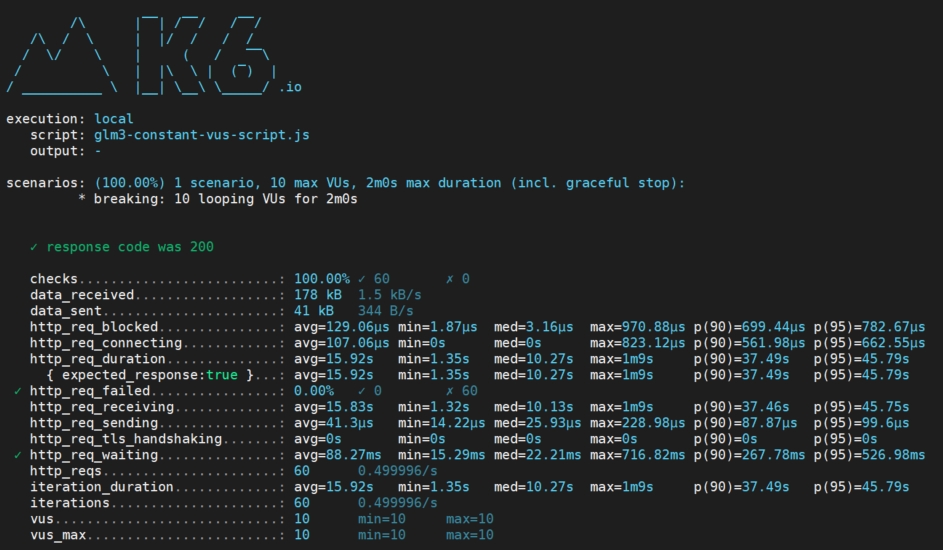 .io
execution: local
script: glm3-constant-vus-script.js
output: -
scenarios: (100.00%) 1 scenario, 10 max VUs, 2m0s max duration (incl. graceful stop):
* breaking: 10 looping VUs for 2m0s
✓ response code was 200
checks.........................: 100.00% ✓ 60 ✗ 0
data_received..................: 178 kB 1.5 kB/s
data_sent......................: 41 kB 344 B/s
http_req_blocked...............: avg=129.06µs min=1.87µs med=3.16µs max=970.88µs p(90)=699.44µs p(95)=782.67µs
http_req_connecting............: avg=107.06µs min=0s med=0s max=823.12µs p(90)=561.98µs p(95)=662.55µs
http_req_duration..............: avg=15.92s min=1.35s med=10.27s max=1m9s p(90)=37.49s p(95)=45.79s
{ expected_response:true }...: avg=15.92s min=1.35s med=10.27s max=1m9s p(90)=37.49s p(95)=45.79s
✓ http_req_failed................: 0.00% ✓ 0 ✗ 60
http_req_receiving.............: avg=15.83s min=1.32s med=10.13s max=1m9s p(90)=37.46s p(95)=45.75s
http_req_sending...............: avg=41.3µs min=14.22µs med=25.93µs max=228.98µs p(90)=87.87µs p(95)=99.6µs
http_req_tls_handshaking.......: avg=0s min=0s med=0s max=0s p(90)=0s p(95)=0s
✓ http_req_waiting...............: avg=88.27ms min=15.29ms med=22.21ms max=716.82ms p(90)=267.78ms p(95)=526.98ms
http_reqs......................: 60 0.499996/s
iteration_duration.............: avg=15.92s min=1.35s med=10.27s max=1m9s p(90)=37.49s p(95)=45.79s
iterations.....................: 60 0.499996/s
vus............................: 10 min=10 max=10
vus_max........................: 10 min=10 max=10